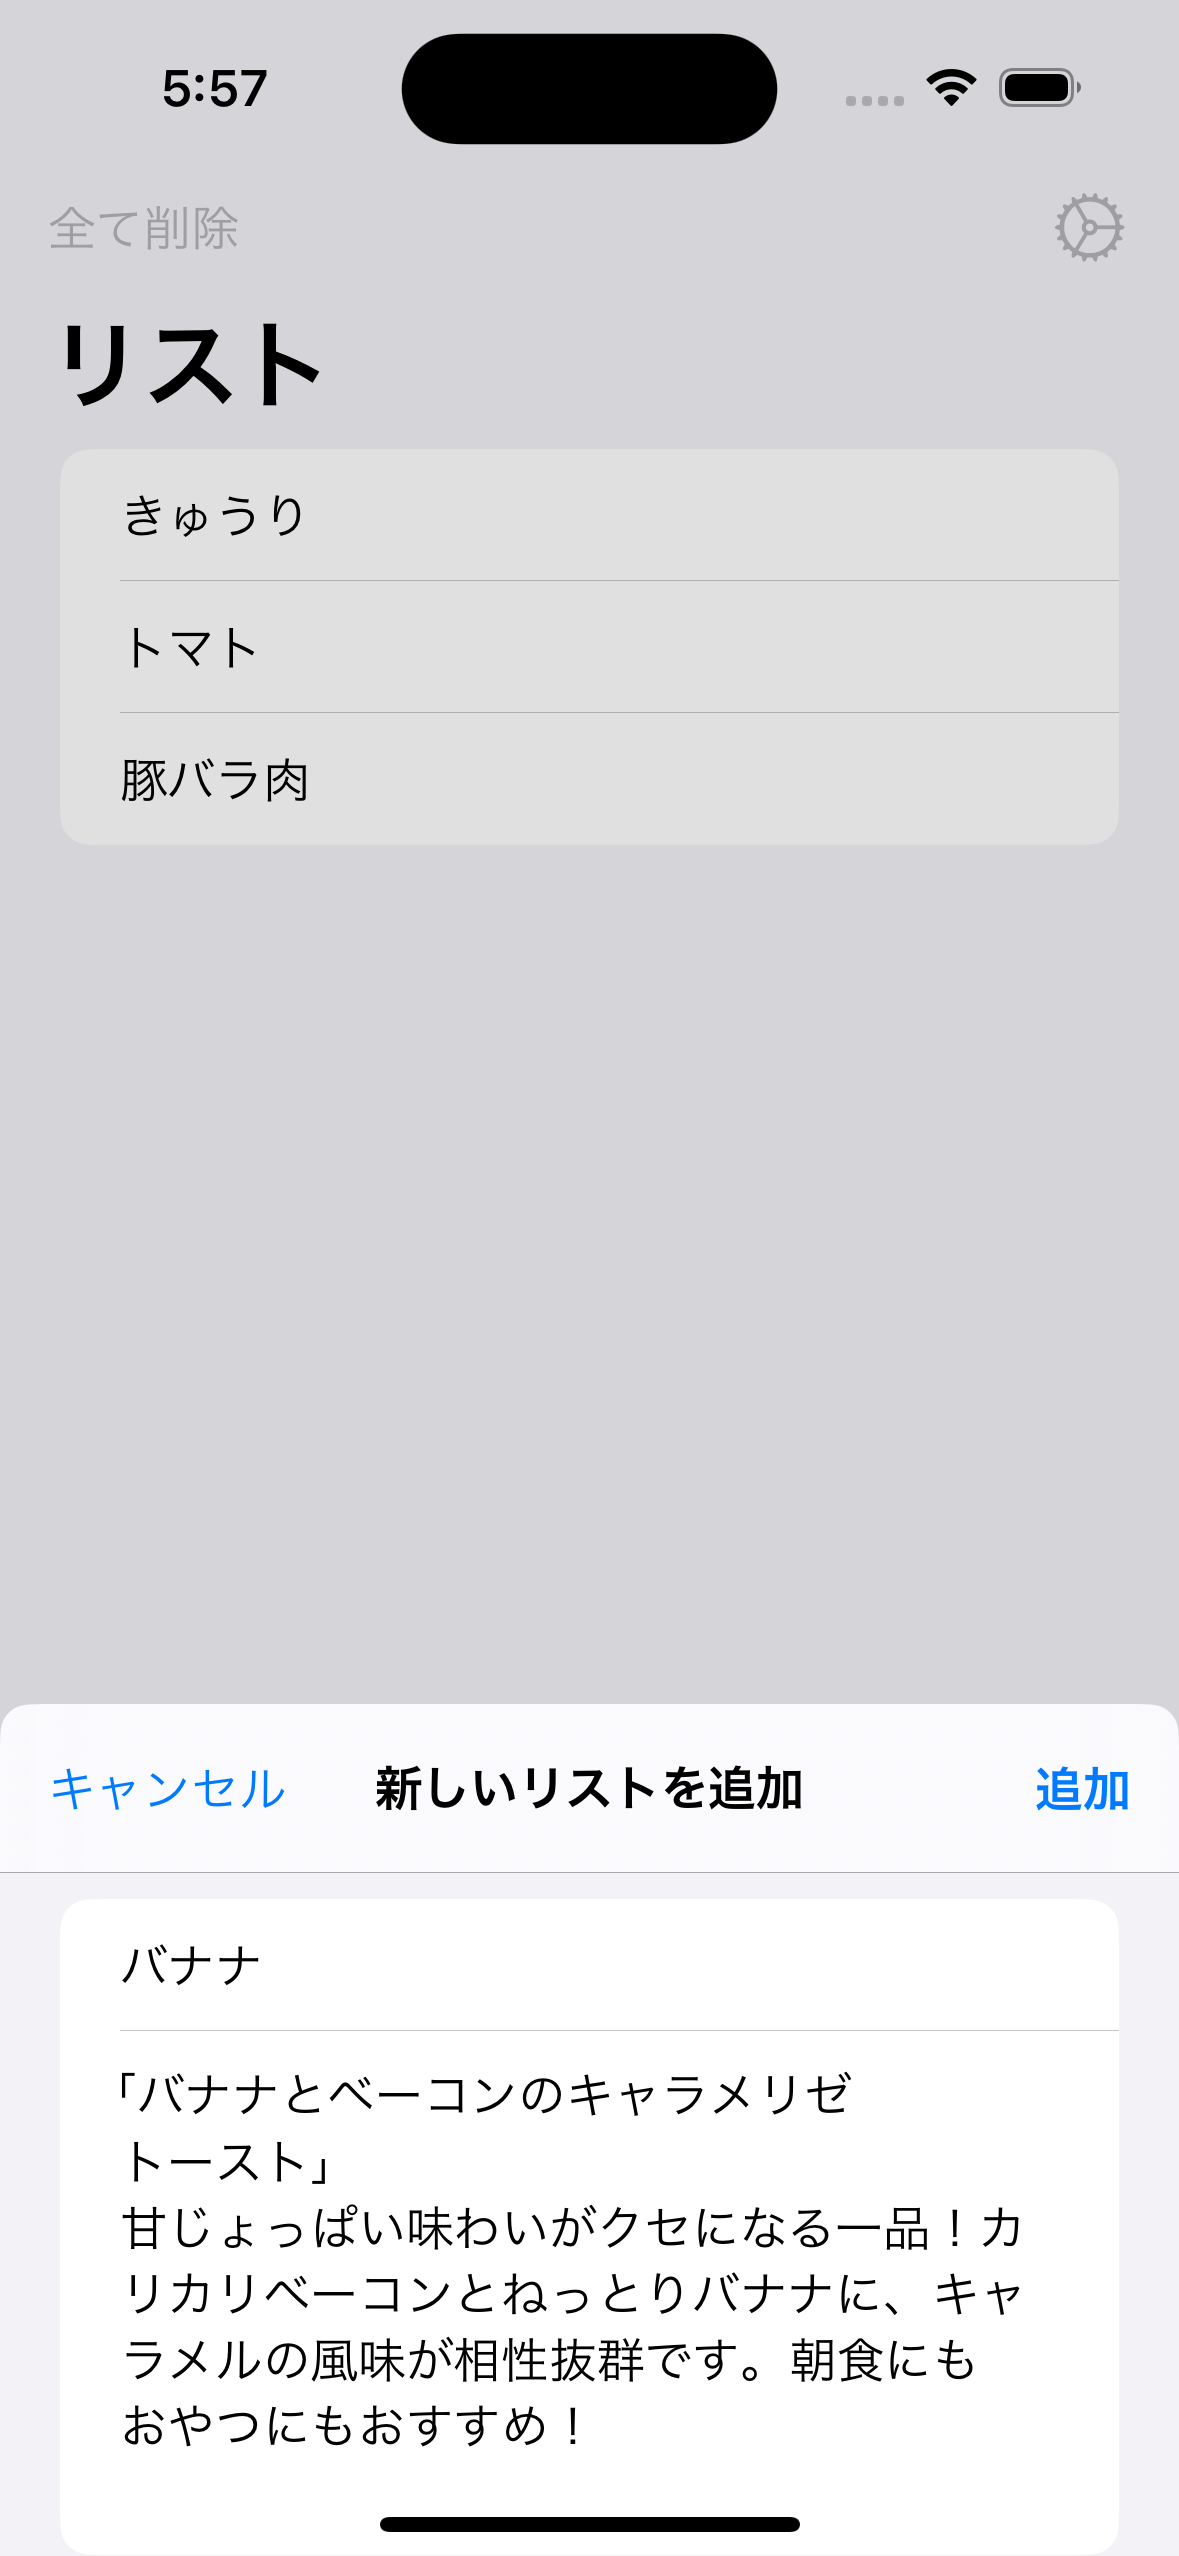 5:57
全て削除
リスト
きゅうり
トマト
豚バラ肉
キャンセル 新しいリストを追加 追加
バナナ
「バナナとベーコンのキャラメリゼ
トースト」
甘じょっぱい味わいがクセになる一品！カ
リカリベーコンとねっとりバナナに、キャ
ラメルの風味が相性抜群です。朝食にも
おやつにもおすすめ！